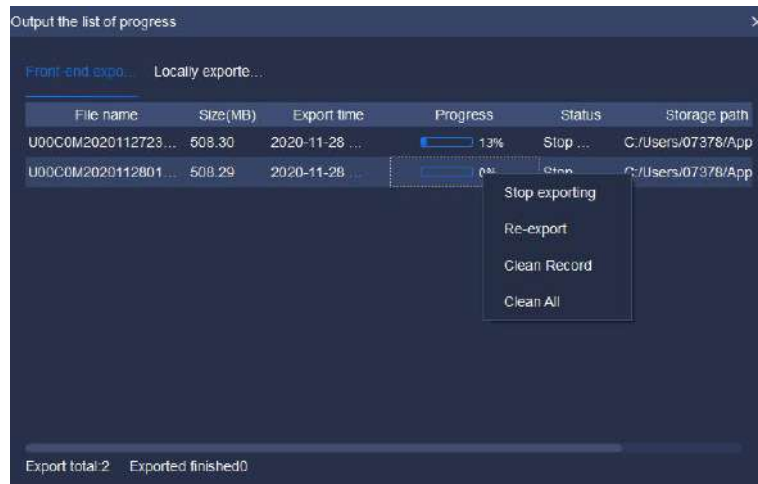 Output the list of progress
Front-end expo... Locally exporte...
File name Size(MB) Export time Progress Status Storage path
U00C0M2020112723... 508.30 2020-11-28 ... 13% Stop ... C:/Users/07378/App
U00C0M2020112801... 508.29 2020-11-28 ... 0% Stop C:/Users/07378/App
Stop exporting
Re-export
Clean Record
Clean All
Export total:2 Exported finished0